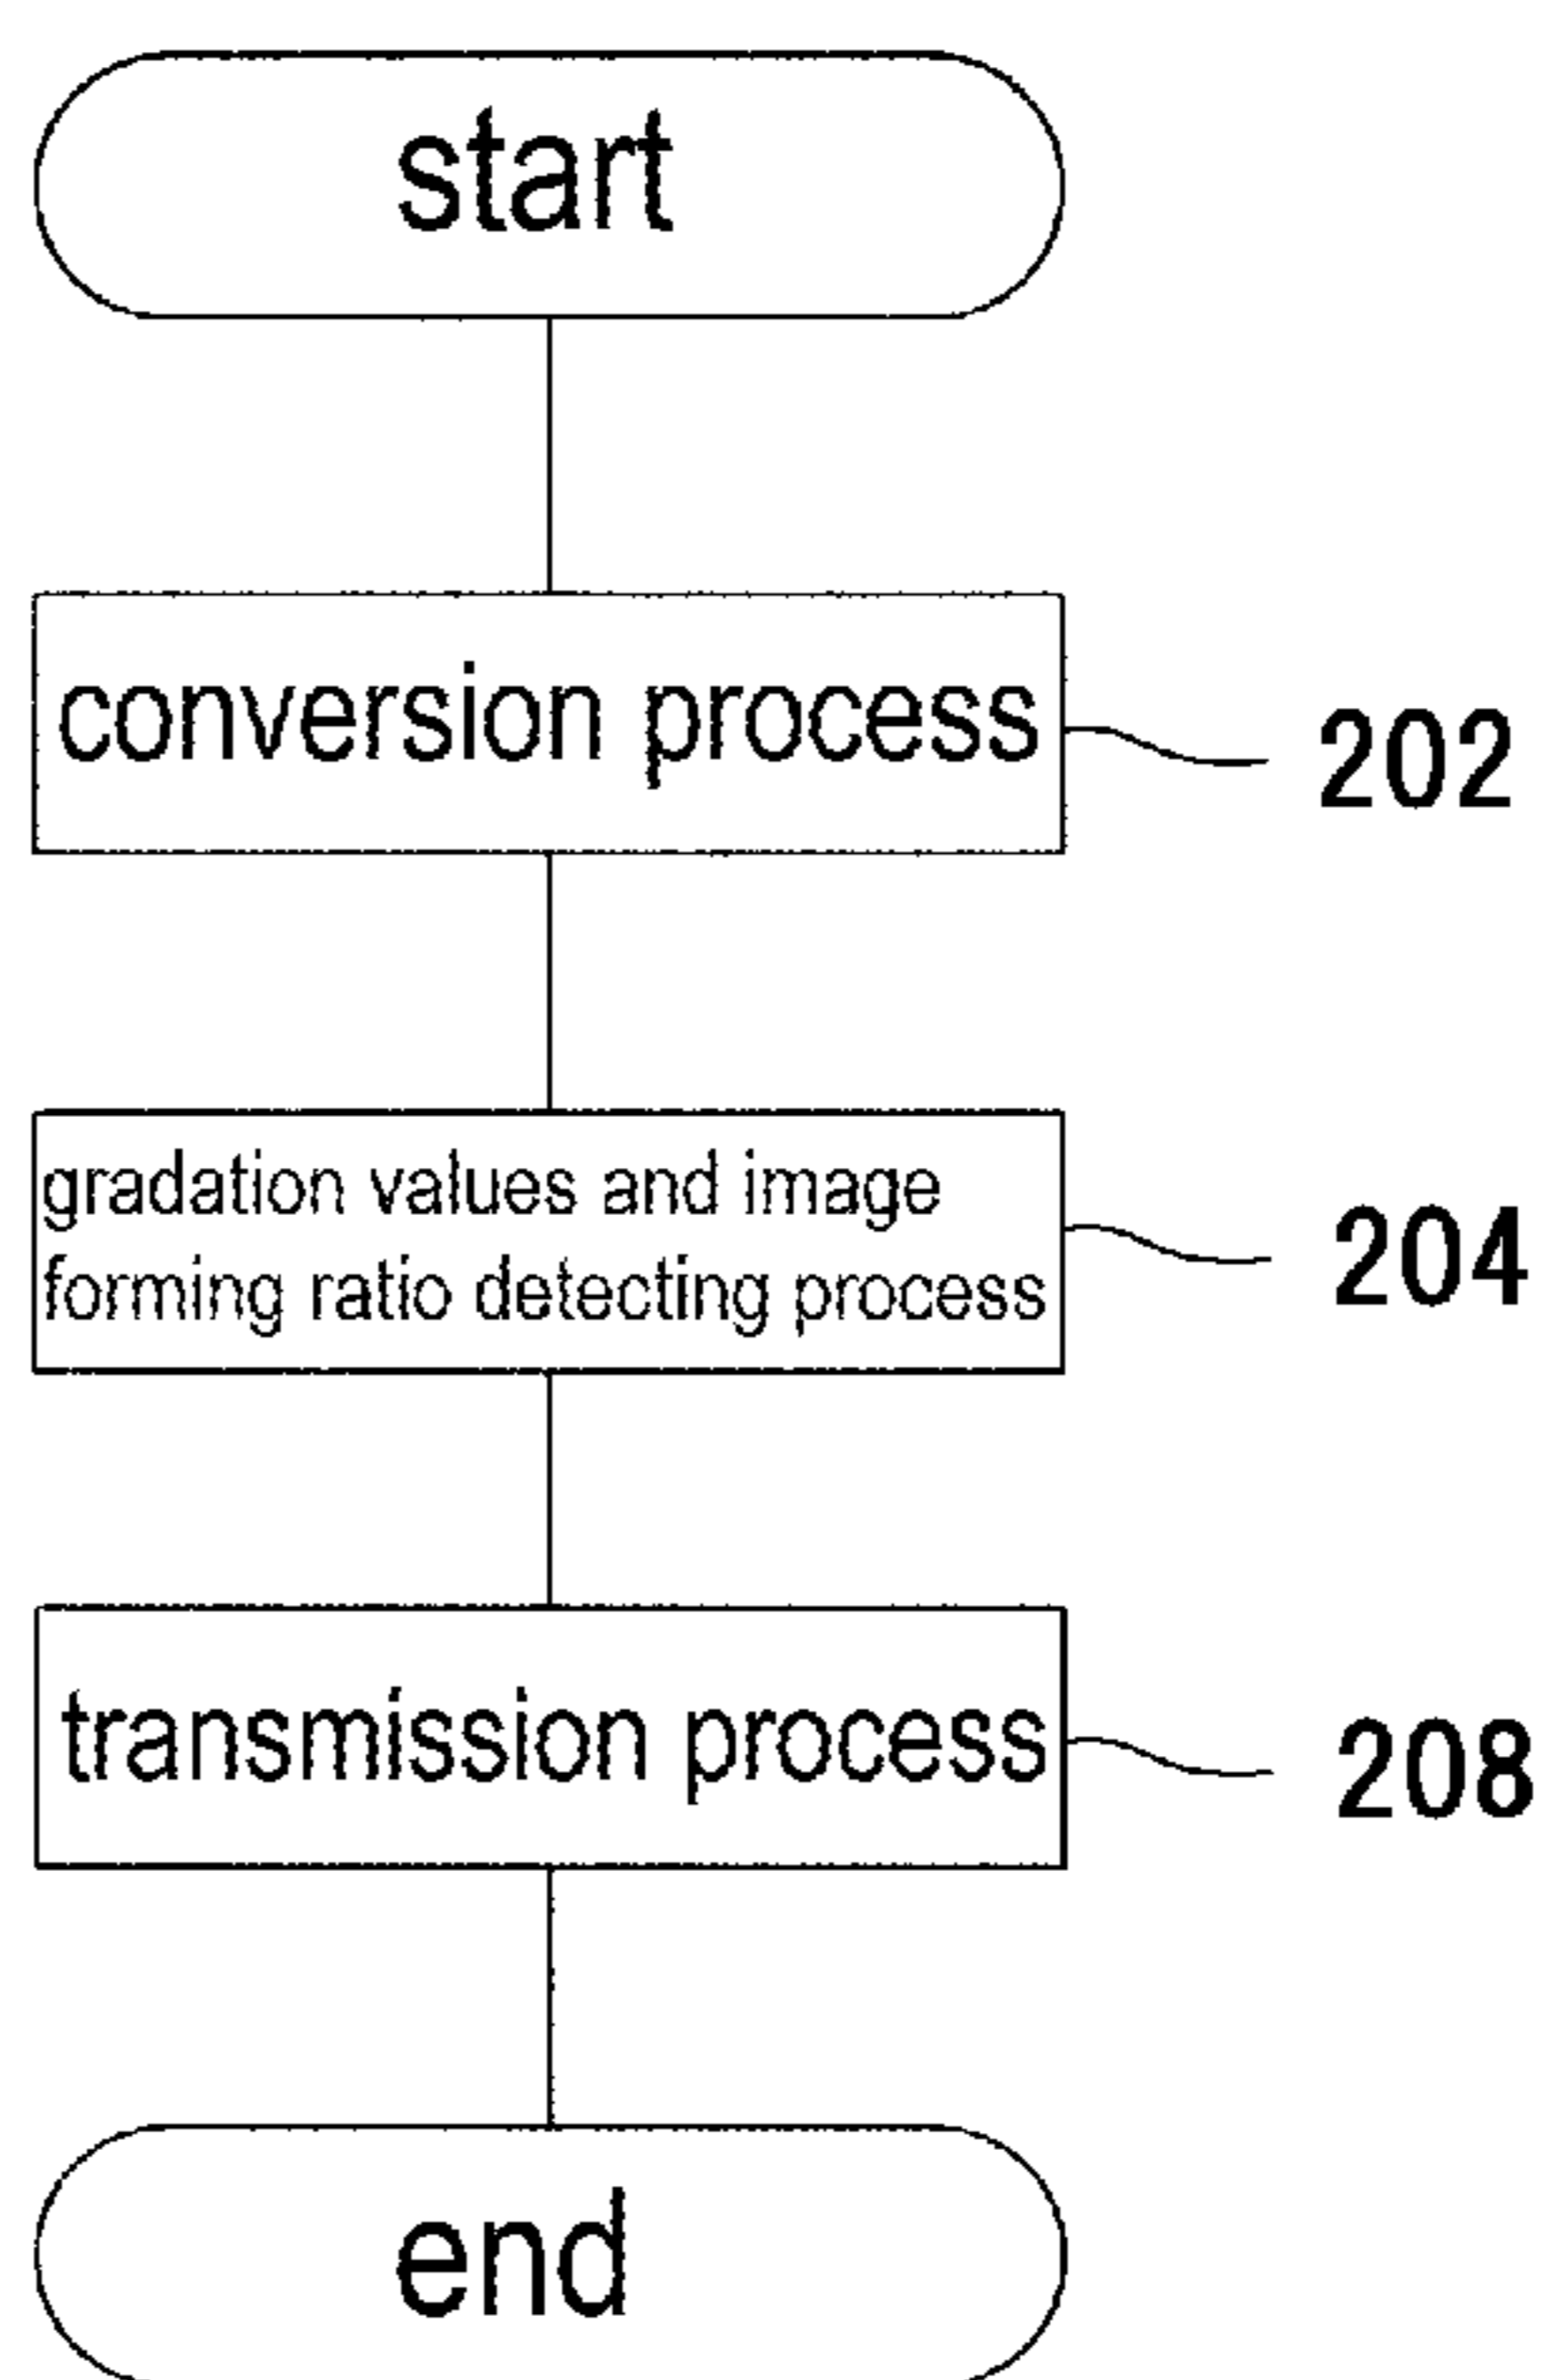 start
conversion process
202
gradation values and image
forming ratio detecting process
204
transmission process
208
end